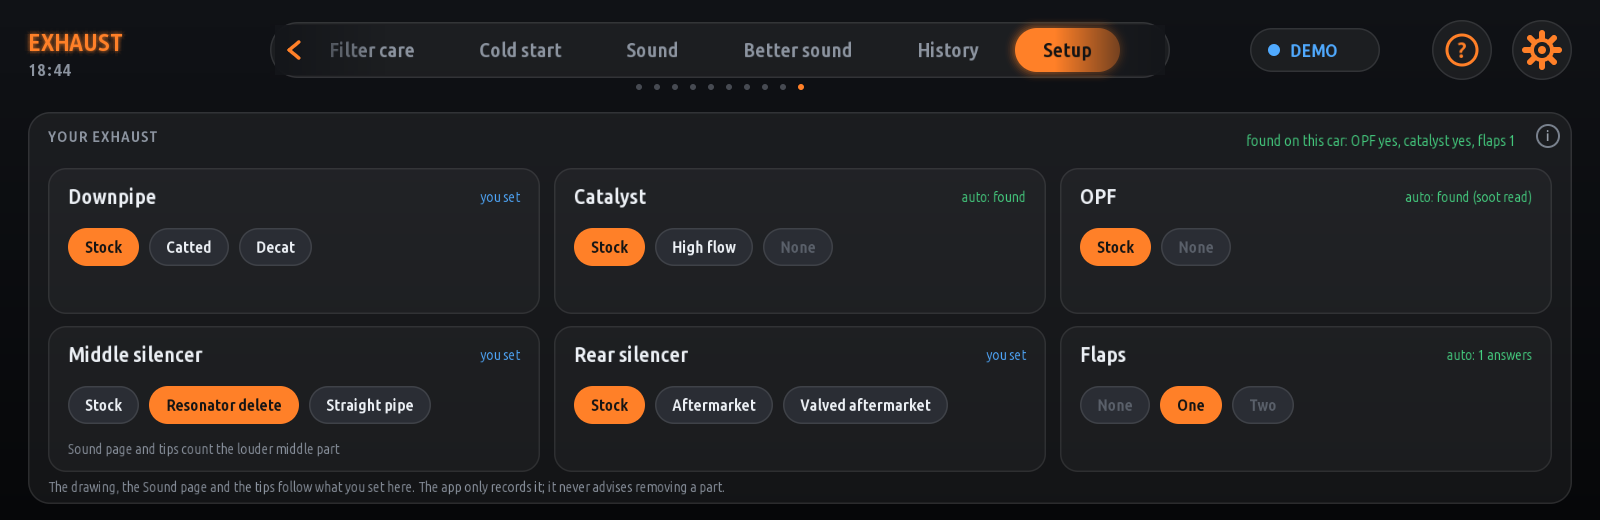 EXHAUST
18:44
Filter care
Cold start
Sound
Better sound
History
Setup
DEMO
?
YOUR EXHAUST
found on this car: OPF yes, catalyst yes, flaps 1
i
Downpipe
you set
Stock
Catted
Decat
Catalyst
auto: found
Stock
High flow
None
OPF
auto: found (soot read)
Stock
None
Middle silencer
you set
Stock
Resonator delete
Straight pipe
Sound page and tips count the louder middle part
Rear silencer
you set
Stock
Aftermarket
Valved aftermarket
Flaps
auto: 1 answers
None
One
Two
The drawing, the Sound page and the tips follow what you set here. The app only records it; it never advises removing a part.